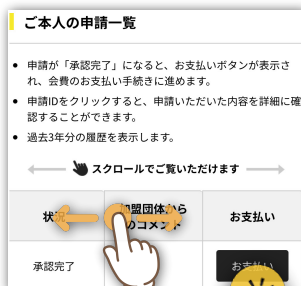 ご本人の申請一覧
申請が「承認完了」になると、お支払いボタンが表示さ
れ、会費のお支払い手続きに進めます。
申請IDをクリックすると、申請いただいた内容を詳細に確
認することができます。
過去3年分の履歴を表示します。
スクロールでご覧いただけます
状況 加盟団体から お支払い
のコメント
承認完了 お支払い